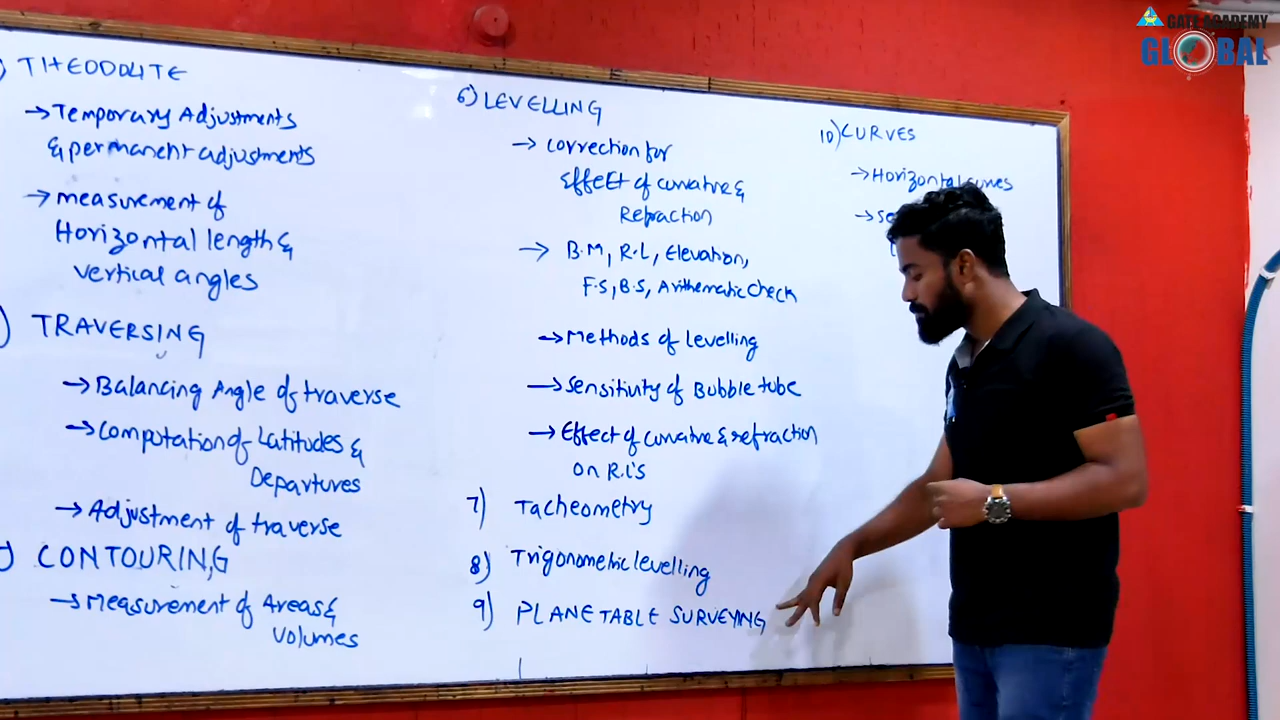 GATE ACADEMY
GLOBAL
) THEODOLITE
→ Temporary Adjustments
& permanent adjustments
→ measurement of
Horizontal length &
vertical angles
) TRAVERSING
→ Balancing Angle of traverse
→ Computation of Latitudes &
Departures
→ Adjustment of traverse
) CONTOURING
→ Measurement of Areas &
volumes
6) LEVELLING
→ correction for
Effect of curvature &
Refraction
→ B.M, R.L, Elevation,
F.S, B.S, Arithematic check
→ Methods of levelling
→ Sensitivity of Bubble tube
→ Effect of curvature & refraction
on R.L's
7) Tacheometry
8) Trigonometric levelling
9) PLANE TABLE SURVEYING
10) CURVES
→ Horizontal curves
→